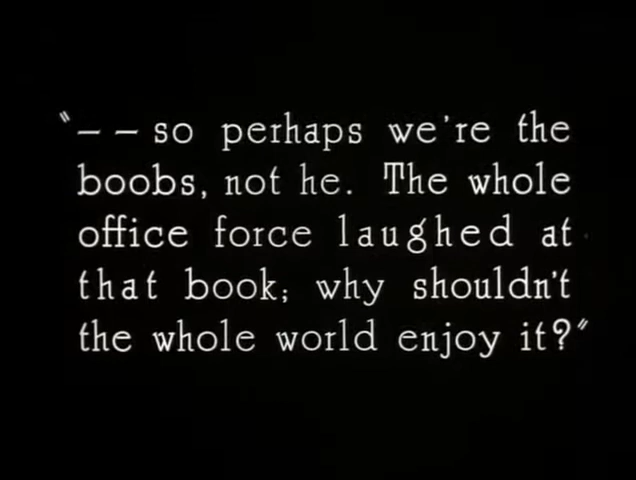 "— — so perhaps we're the
boobs, not he. The whole
office force laughed at
that book; why shouldn't
the whole world enjoy it?"